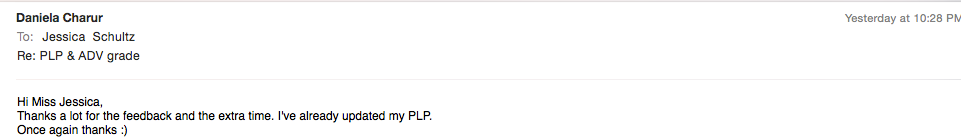 Daniela Charur
Yesterday at 10:28 PM
To: Jessica Schultz
Re: PLP & ADV grade
Hi Miss Jessica,
Thanks a lot for the feedback and the extra time. I've already updated my PLP.
Once again thanks :)